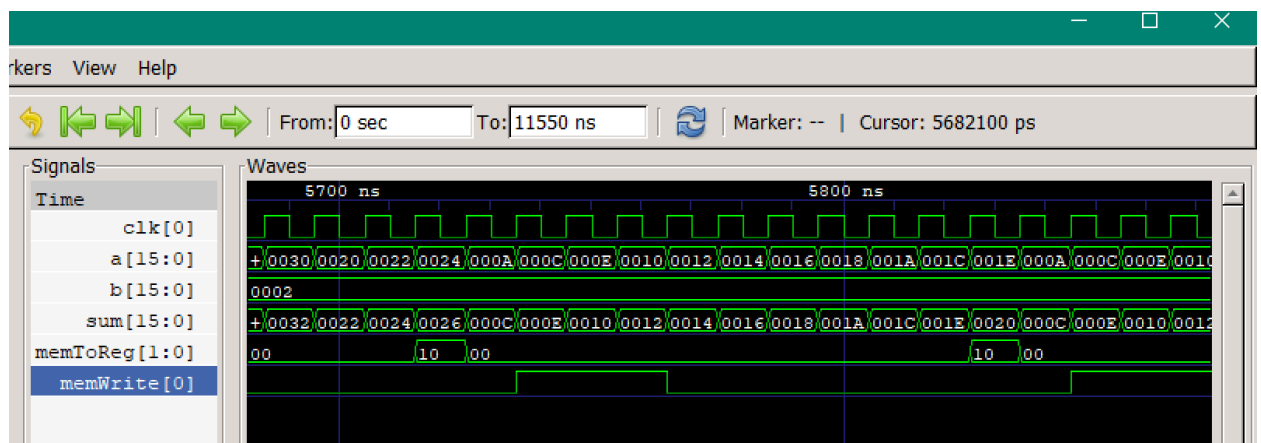 rkers View Help
From: 0 sec To: 11550 ns Marker: -- | Cursor: 5682100 ps
Signals Waves
Time 5700 ns 5800 ns
clk[0]
a[15:0] + 0030 0020 0022 0024 000A 000C 000E 0010 0012 0014 0016 0018 001A 001C 001E 000A 000C 000E 0010
b[15:0] 0002
sum[15:0] + 0032 0022 0024 0026 000C 000E 0010 0012 0014 0016 0018 001A 001C 001E 0020 000C 000E 0010 0012
memToReg[1:0] 00 10 00 10 00
memWrite[0]